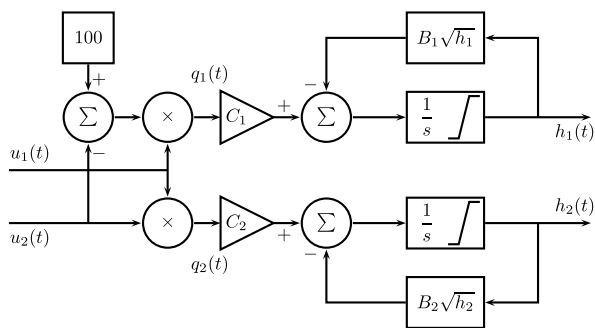 100
B₁√h₁
q₁(t)
−
+
+
Σ
×
C₁
Σ
1/s
−
h₁(t)
u₁(t)
h₂(t)
u₂(t)
×
C₂
Σ
1/s
+
−
q₂(t)
B₂√h₂